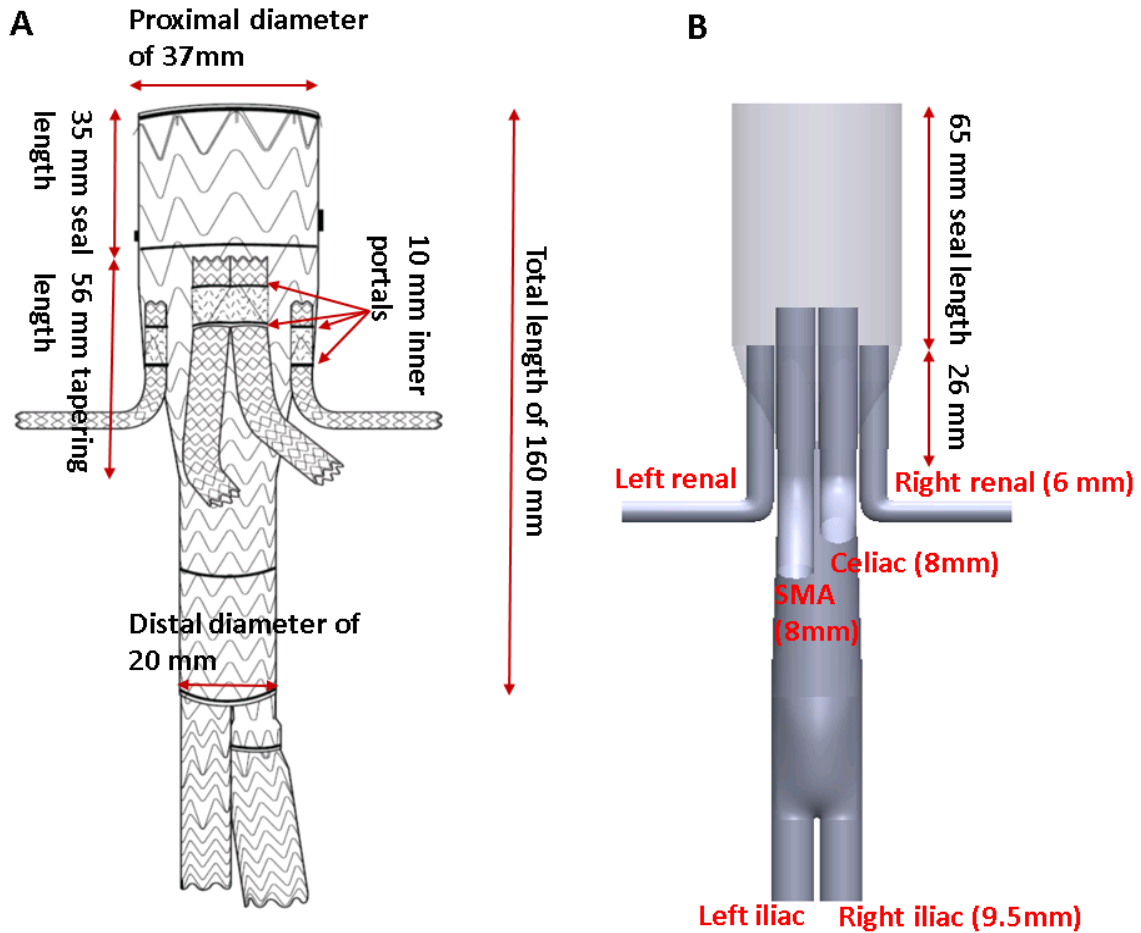 A
Proximal diameter
of 37mm
35 mm seal
length
56 mm tapering
length
10 mm inner
portals
Total length of 160 mm
Distal diameter of
20 mm
B
65 mm seal length
26 mm
Left renal
Right renal (6 mm)
Celiac (8mm)
SMA
(8mm)
Left iliac
Right iliac (9.5mm)